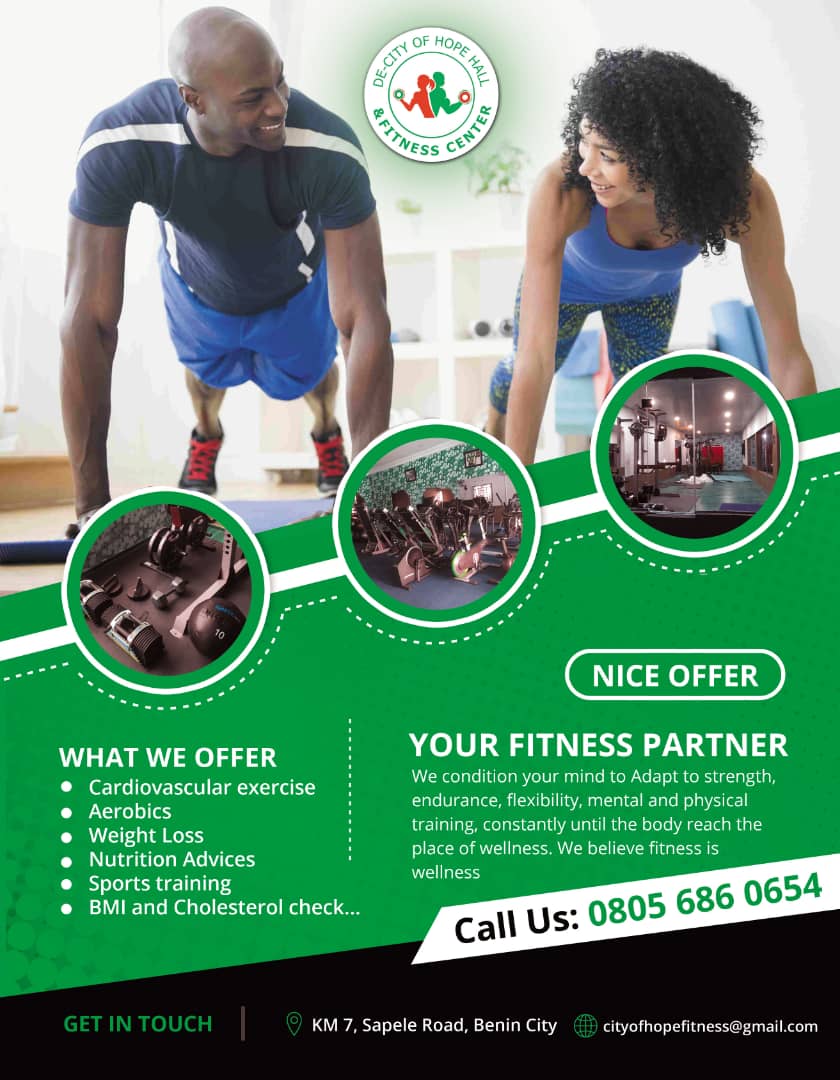 DE-CITY OF HOPE HALL
& FITNESS CENTER
10
NICE OFFER
WHAT WE OFFER
Cardiovascular exercise
Aerobics
Weight Loss
Nutrition Advices
Sports training
BMI and Cholesterol check...
YOUR FITNESS PARTNER
We condition your mind to Adapt to strength,
endurance, flexibility, mental and physical
training, constantly until the body reach the
place of wellness. We believe fitness is
wellness
Call Us: 0805 686 0654
GET IN TOUCH
KM 7, Sapele Road, Benin City
cityofhopefitness@gmail.com